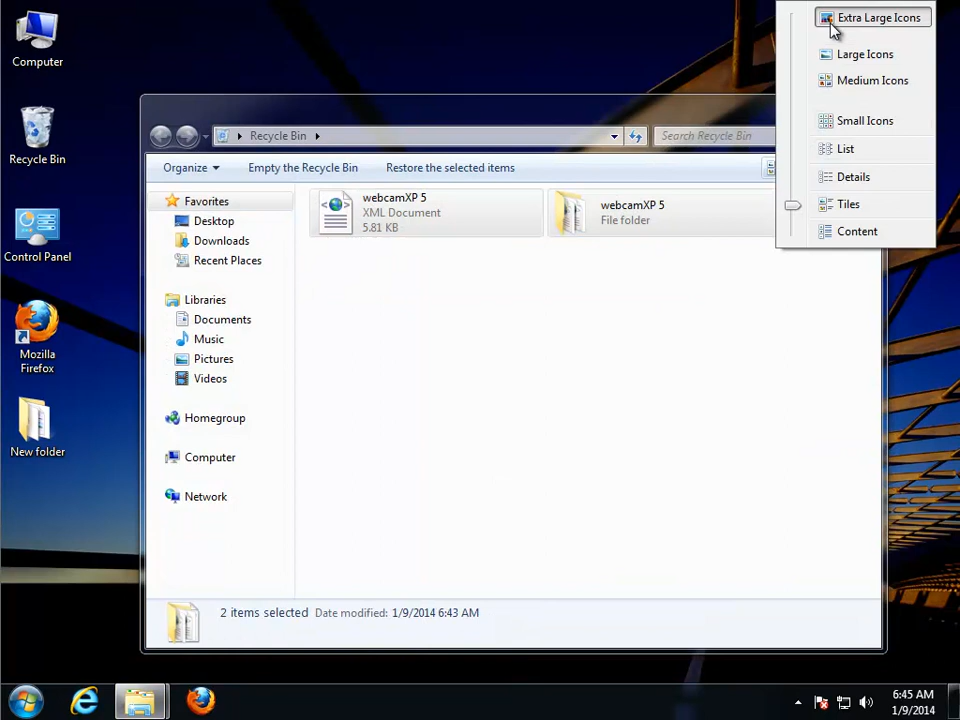 Computer
Recycle Bin
Control Panel
Mozilla
Firefox
New folder
Recycle Bin
Search Recycle Bin
Organize
Empty the Recycle Bin
Restore the selected items
Favorites
Desktop
Downloads
Recent Places
Libraries
Documents
Music
Pictures
Videos
Homegroup
Computer
Network
webcamXP 5
XML Document
5.81 KB
webcamXP 5
File folder
2 items selected Date modified: 1/9/2014 6:43 AM
Extra Large Icons
Large Icons
Medium Icons
Small Icons
List
Details
Tiles
Content
6:45 AM
1/9/2014